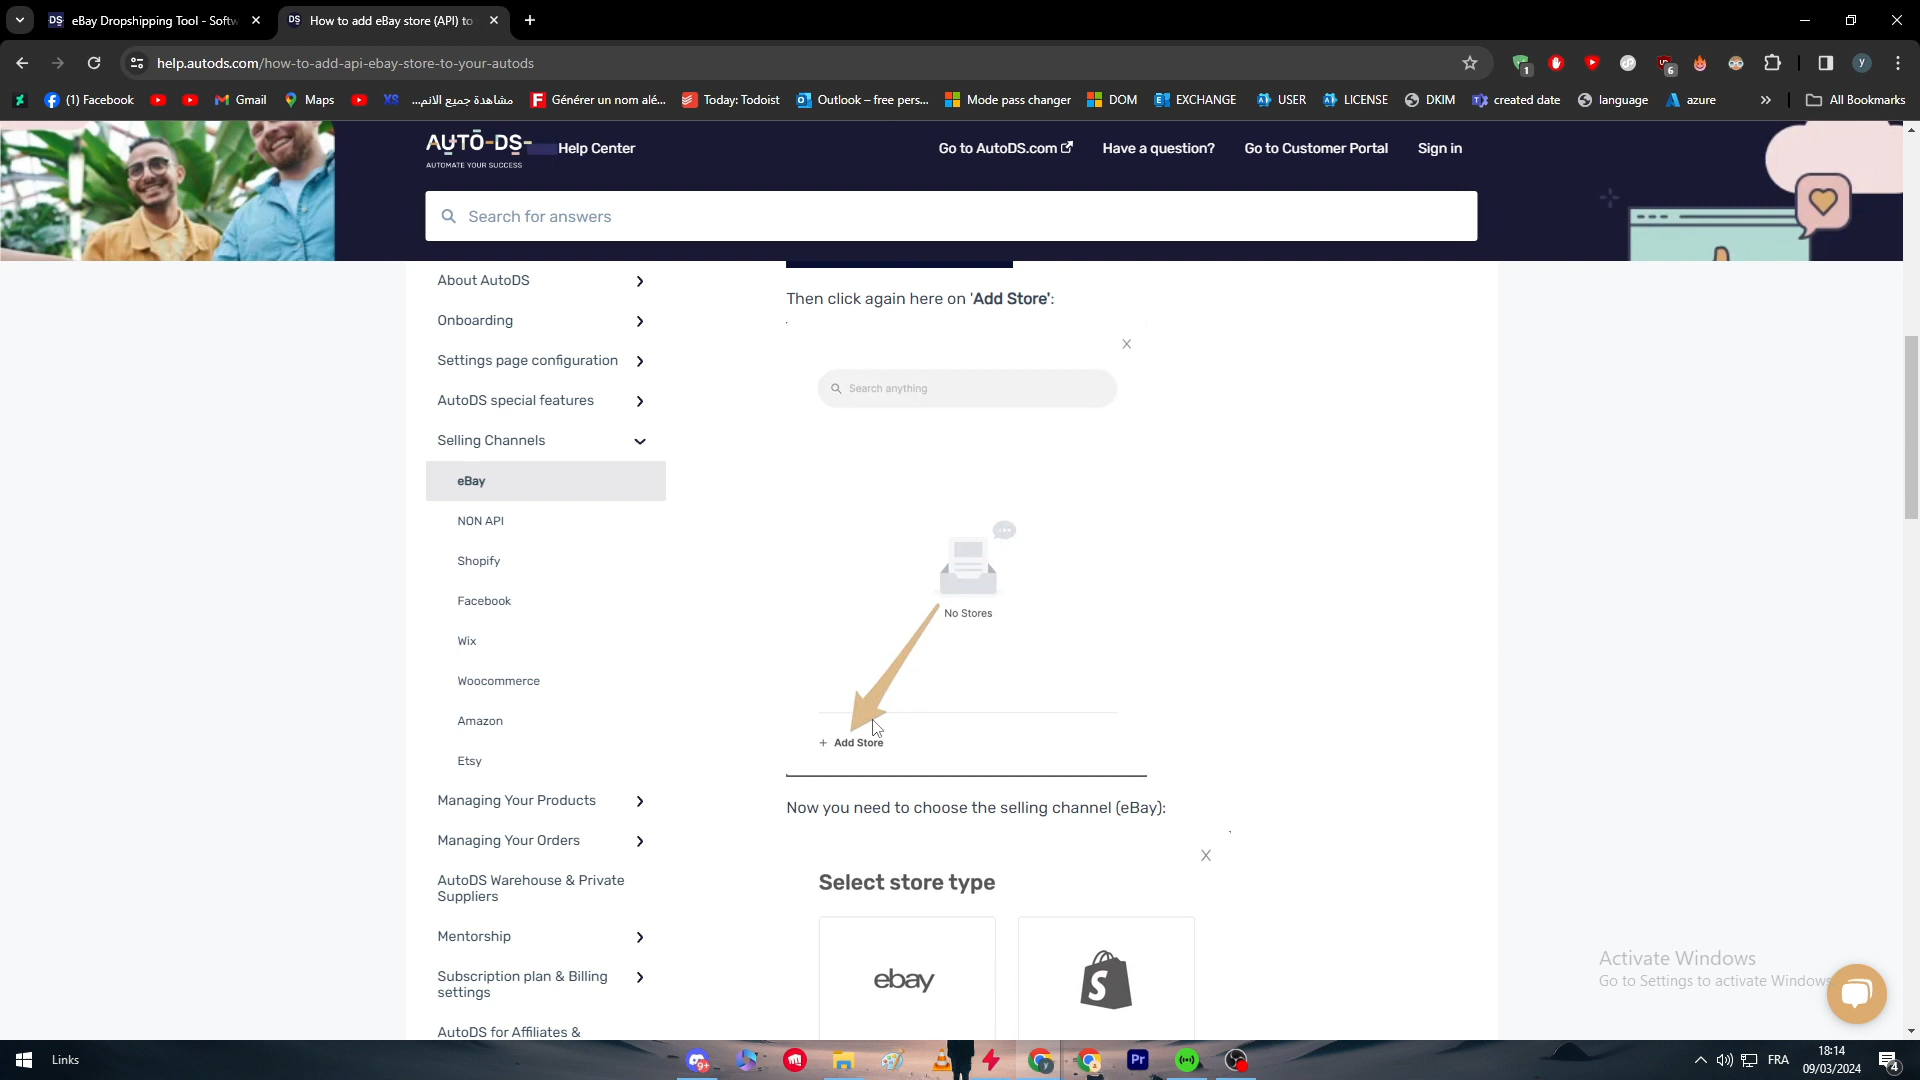 eBay Dropshipping Tool - Softw
How to add eBay store (API) to
help.autods.com/how-to-add-api-ebay-store-to-your-autods
(1) Facebook
Gmail
Maps
مشاهدة جميع الانم...
Générer un nom alé...
Today: Todoist
Outlook – free pers...
Mode pass changer
DOM
EXCHANGE
USER
LICENSE
DKIM
created date
language
azure
All Bookmarks
AUTO-DS-
AUTOMATE YOUR SUCCESS
Help Center
Go to AutoDS.com
Have a question?
Go to Customer Portal
Sign in
Search for answers
About AutoDS
Onboarding
Settings page configuration
AutoDS special features
Selling Channels
eBay
NON API
Shopify
Facebook
Wix
Woocommerce
Amazon
Etsy
Managing Your Products
Managing Your Orders
AutoDS Warehouse & Private
Suppliers
Mentorship
Subscription plan & Billing
settings
AutoDS for Affiliates &
Then click again here on 'Add Store':
Search anything
No Stores
+ Add Store
Now you need to choose the selling channel (eBay):
Select store type
ebay
Activate Windows
Go to Settings to activate Windows
Links
FRA
18:14
09/03/2024